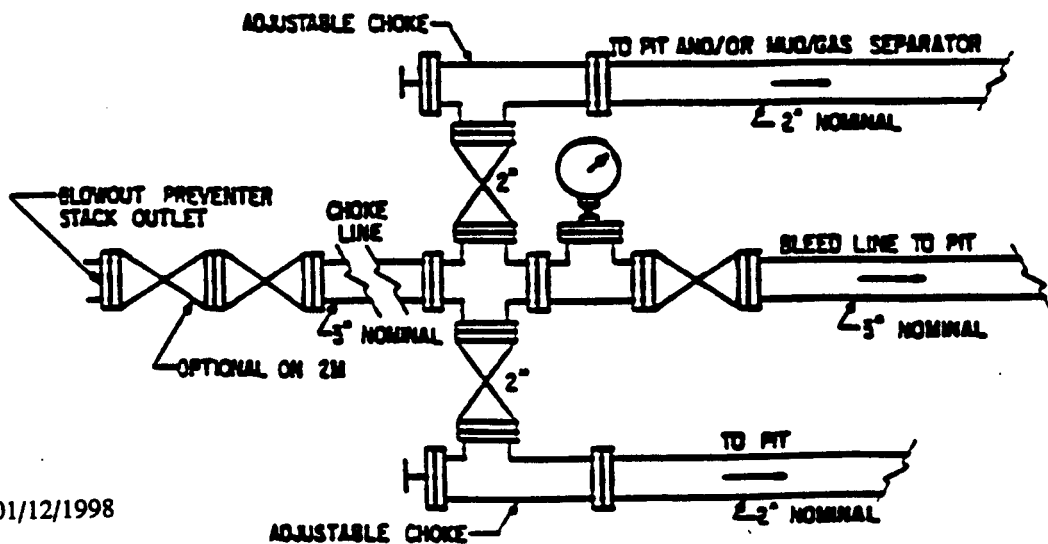 ADJUSTABLE CHOKE
TO PIT AND/OR MUD/GAS SEPARATOR
2" NOMINAL
2"
BLOWOUT PREVENTER
STACK OUTLET
CHOKE
LINE
BLEED LINE TO PIT
3" NOMINAL
3" NOMINAL
OPTIONAL ON 2M
2"
TO PIT
2" NOMINAL
01/12/1998
ADJUSTABLE CHOKE